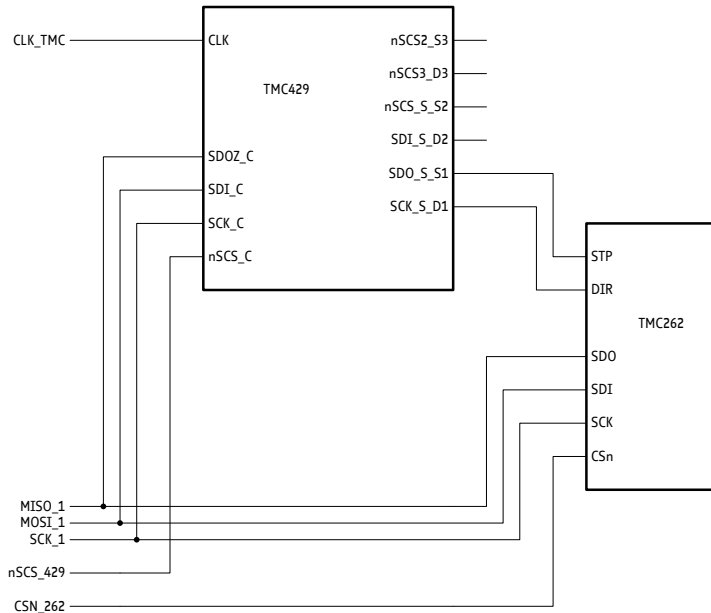 CLK_TMC
CLK
nSCS2_S3
nSCS3_D3
TMC429
nSCS_S_S2
SDI_S_D2
SDOZ_C
SDO_S_S1
SDI_C
SCK_S_D1
SCK_C
nSCS_C
STP
DIR
TMC262
SDO
SDI
SCK
CSn
MISO_1
MOSI_1
SCK_1
nSCS_429
CSN_262